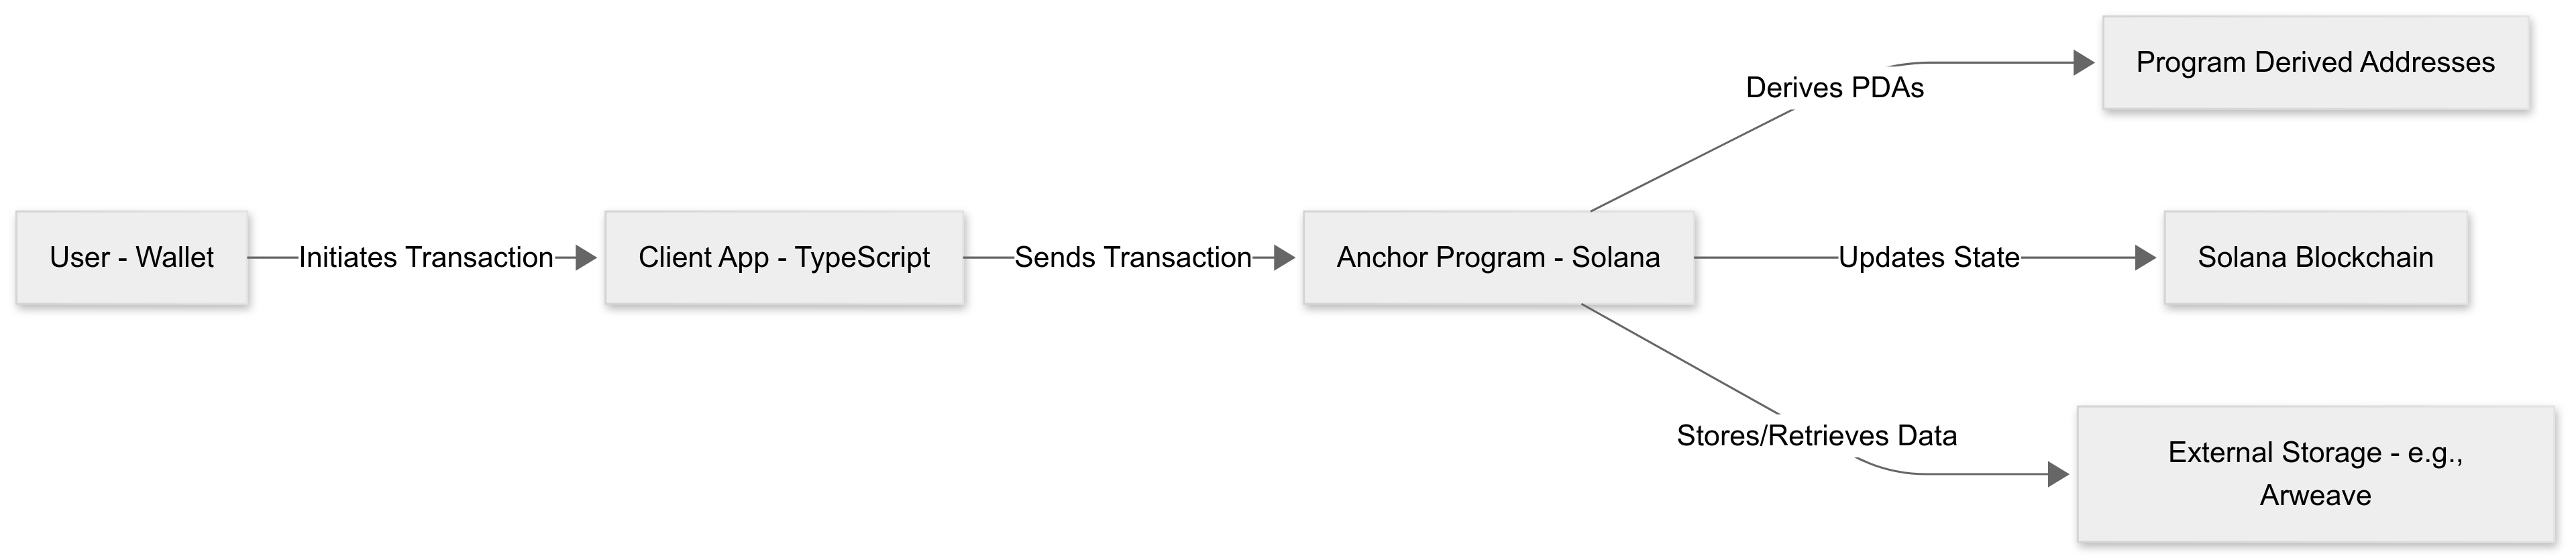 User - Wallet
Initiates Transaction
Client App - TypeScript
Sends Transaction
Anchor Program - Solana
Derives PDAs
Program Derived Addresses
Updates State
Solana Blockchain
Stores/Retrieves Data
External Storage - e.g.,
Arweave